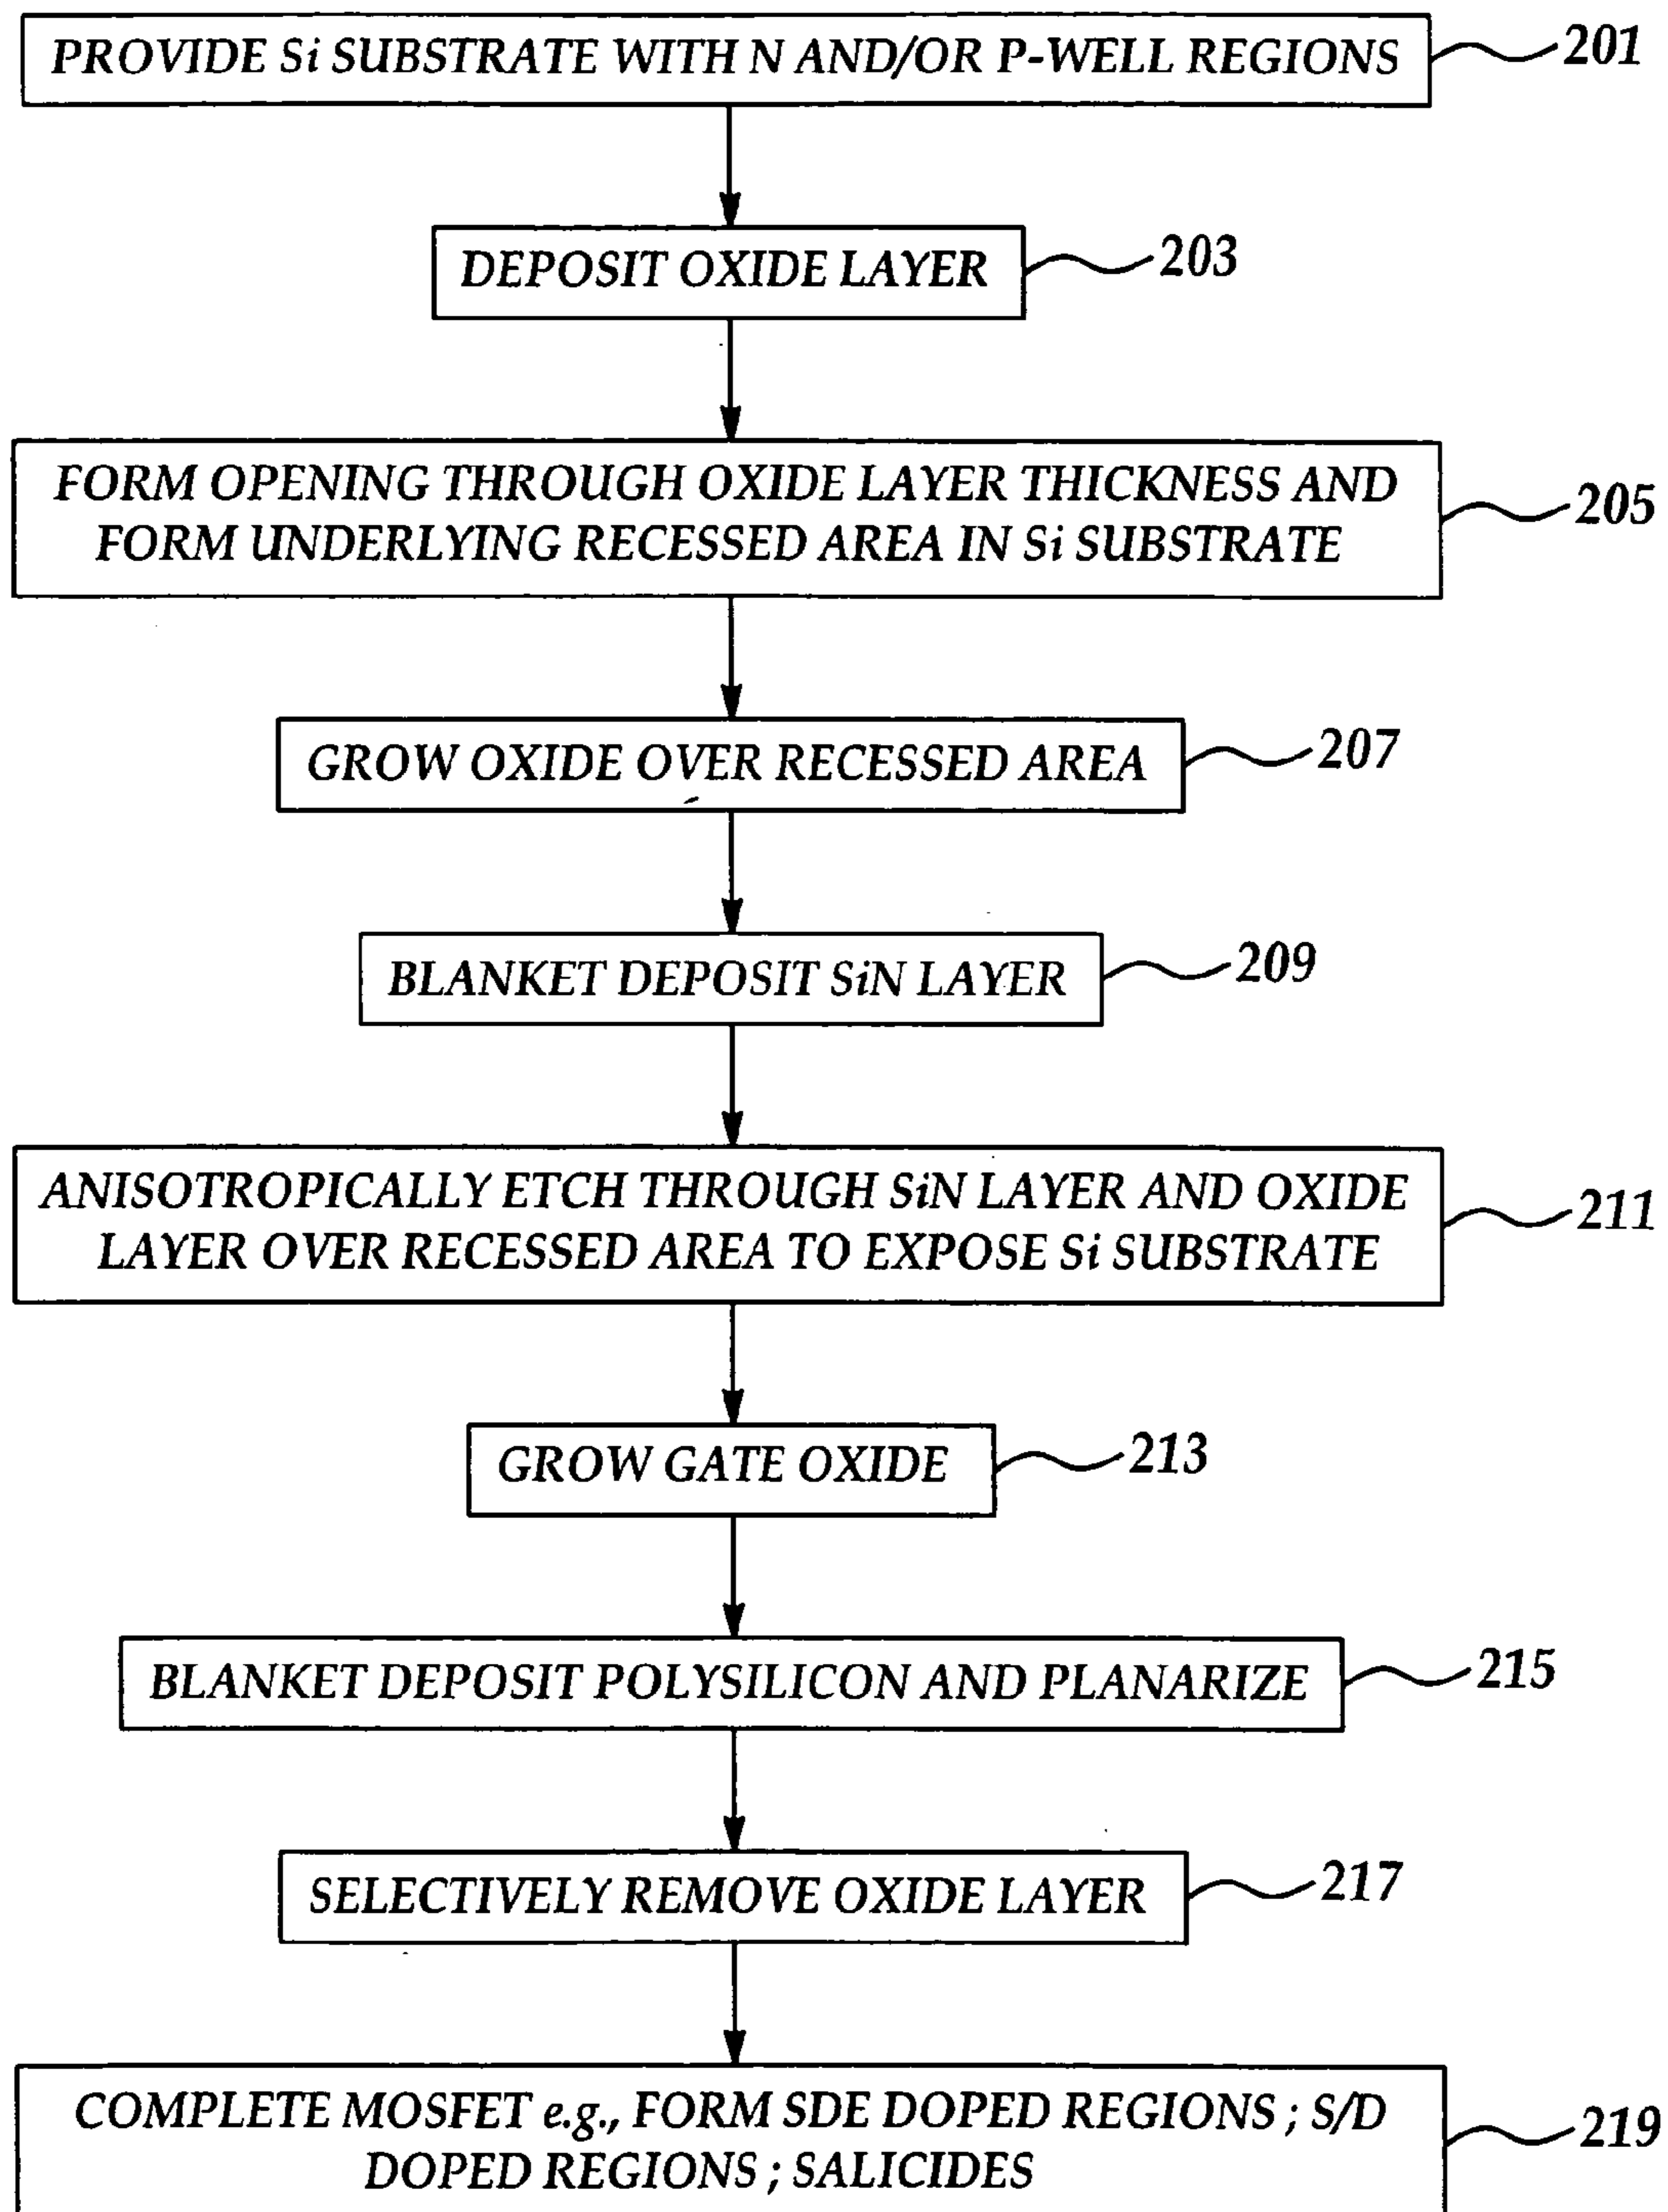 PROVIDE Si SUBSTRATE WITH N AND/OR P-WELL REGIONS
201
DEPOSIT OXIDE LAYER
203
FORM OPENING THROUGH OXIDE LAYER THICKNESS AND
FORM UNDERLYING RECESSED AREA IN Si SUBSTRATE
205
GROW OXIDE OVER RECESSED AREA
207
BLANKET DEPOSIT SiN LAYER
209
ANISOTROPICALLY ETCH THROUGH SiN LAYER AND OXIDE
LAYER OVER RECESSED AREA TO EXPOSE Si SUBSTRATE
211
GROW GATE OXIDE
213
BLANKET DEPOSIT POLYSILICON AND PLANARIZE
215
SELECTIVELY REMOVE OXIDE LAYER
217
COMPLETE MOSFET e.g., FORM SDE DOPED REGIONS ; S/D
DOPED REGIONS ; SALICIDES
219